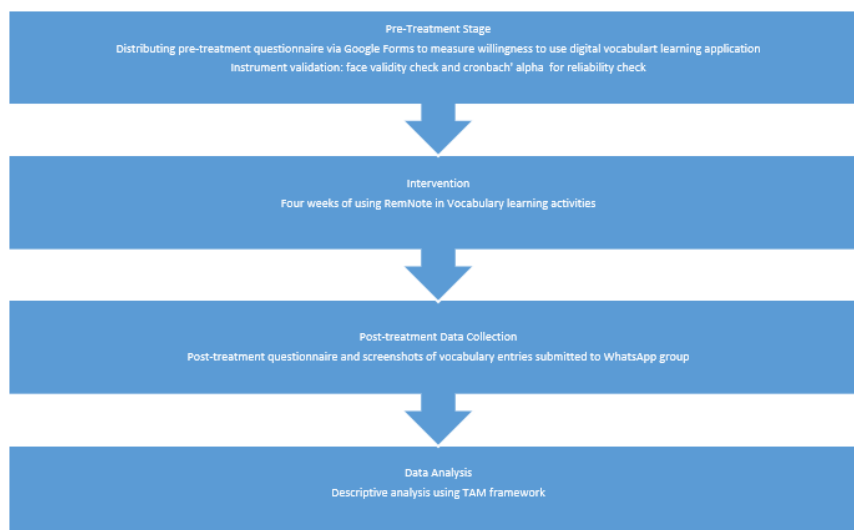 Pre-Treatment Stage
Distributing pre-treatment questionnaire via Google Forms to measure willingness to use digital vocabulart learning application
Instrument validation: face validity check and cronbach' alpha for reliability check
Intervention
Four weeks of using RemNote in Vocabulary learning activities
Post-treatment Data Collection
Post-treatment questionnaire and screenshots of vocabulary entries submitted to WhatsApp group
Data Analysis
Descriptive analysis using TAM framework